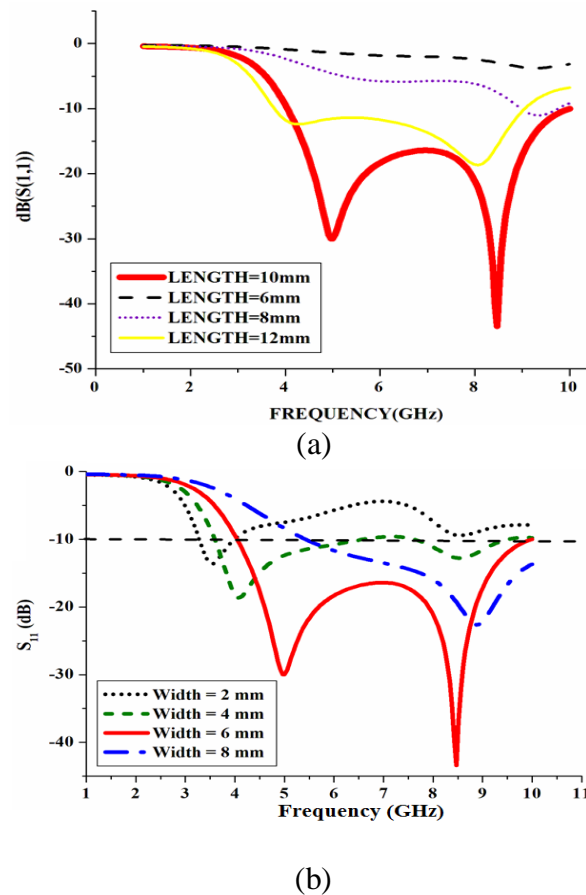 0
-10
-20
-30
-40
-50
dB(S(1,1))
LENGTH=10mm
LENGTH=6mm
LENGTH=8mm
LENGTH=12mm
0 2 4 6 8 10
FREQUENCY(GHz)
(a)
0
-10
-20
-30
-40
S11 (dB)
Width = 2 mm
Width = 4 mm
Width = 6 mm
Width = 8 mm
1 2 3 4 5 6 7 8 9 10 11
Frequency (GHz)
(b)